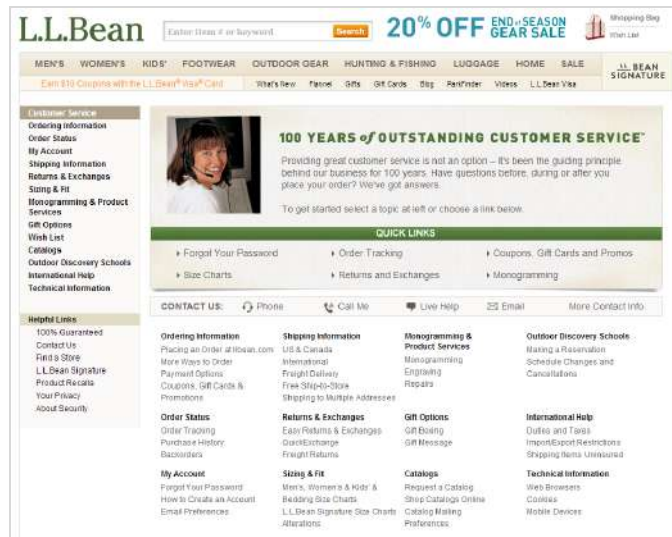 L.L.Bean
Enter Item # or keyword
Search
20% OFF END of SEASON GEAR SALE
Shopping Bag
Wish List
MEN'S WOMEN'S KIDS' FOOTWEAR OUTDOOR GEAR HUNTING & FISHING LUGGAGE HOME SALE
L.L. BEAN SIGNATURE
Earn $10 Coupons with the L.L.Bean® Visa® Card
What's New Flannel Gifts Gift Cards Blog ParkFinder Videos L.L.Bean Visa
Customer Service
Ordering Information
Order Status
My Account
Shipping Information
Returns & Exchanges
Sizing & Fit
Monogramming & Product
Services
Gift Options
Wish List
Catalogs
Outdoor Discovery Schools
International Help
Technical Information
Helpful Links
100% Guaranteed
Contact Us
Find a Store
L.L.Bean Signature
Product Recalls
Your Privacy
About Security
100 YEARS of OUTSTANDING CUSTOMER SERVICE™
Providing great customer service is not an option – it's been the guiding principle
behind our business for 100 years. Have questions before, during or after you
place your order? We've got answers.
To get started select a topic at left or choose a link below.
QUICK LINKS
Forgot Your Password
Order Tracking
Coupons, Gift Cards and Promos
Size Charts
Returns and Exchanges
Monogramming
CONTACT US: Phone Call Me Live Help Email More Contact Info
Ordering Information
Placing an Order at llbean.com
More Ways to Order
Payment Options
Coupons, Gift Cards &
Promotions
Shipping Information
US & Canada
International
Freight Delivery
Free Ship-to-Store
Shipping to Multiple Addresses
Monogramming &
Product Services
Monogramming
Engraving
Repairs
Outdoor Discovery Schools
Making a Reservation
Schedule Changes and
Cancellations
Order Status
Order Tracking
Purchase History
Backorders
Returns & Exchanges
Easy Returns & Exchanges
QuickExchange
Freight Returns
Gift Options
Gift Boxing
Gift Message
International Help
Duties and Taxes
Import/Export Restrictions
Shipping Items Uninsured
My Account
Forgot Your Password
How to Create an Account
Email Preferences
Sizing & Fit
Men's, Women's & Kids' &
Bedding Size Charts
L.L.Bean Signature Size Charts
Alterations
Catalogs
Request a Catalog
Shop Catalogs Online
Catalog Mailing
Preferences
Technical Information
Web Browsers
Cookies
Mobile Devices